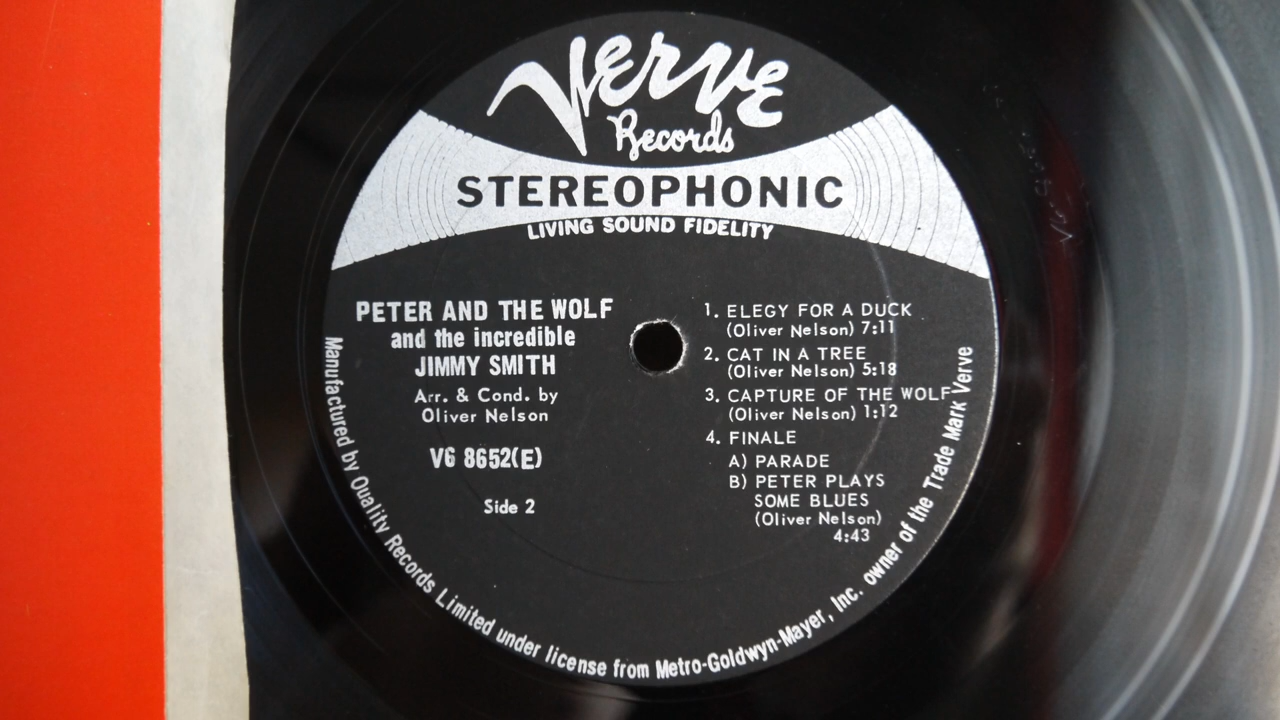 Verve
Records
STEREOPHONIC
LIVING SOUND FIDELITY
PETER AND THE WOLF
and the incredible
JIMMY SMITH
Arr. & Cond. by
Oliver Nelson
V6 8652(E)
Side 2
1. ELEGY FOR A DUCK
(Oliver Nelson) 7:11
2. CAT IN A TREE
(Oliver Nelson) 5:18
3. CAPTURE OF THE WOLF
(Oliver Nelson) 1:12
4. FINALE
A) PARADE
B) PETER PLAYS
SOME BLUES
(Oliver Nelson)
4:43
Manufactured by Quality Records Limited under license from Metro-Goldwyn-Mayer, Inc. owner of the Trade Mark Verve